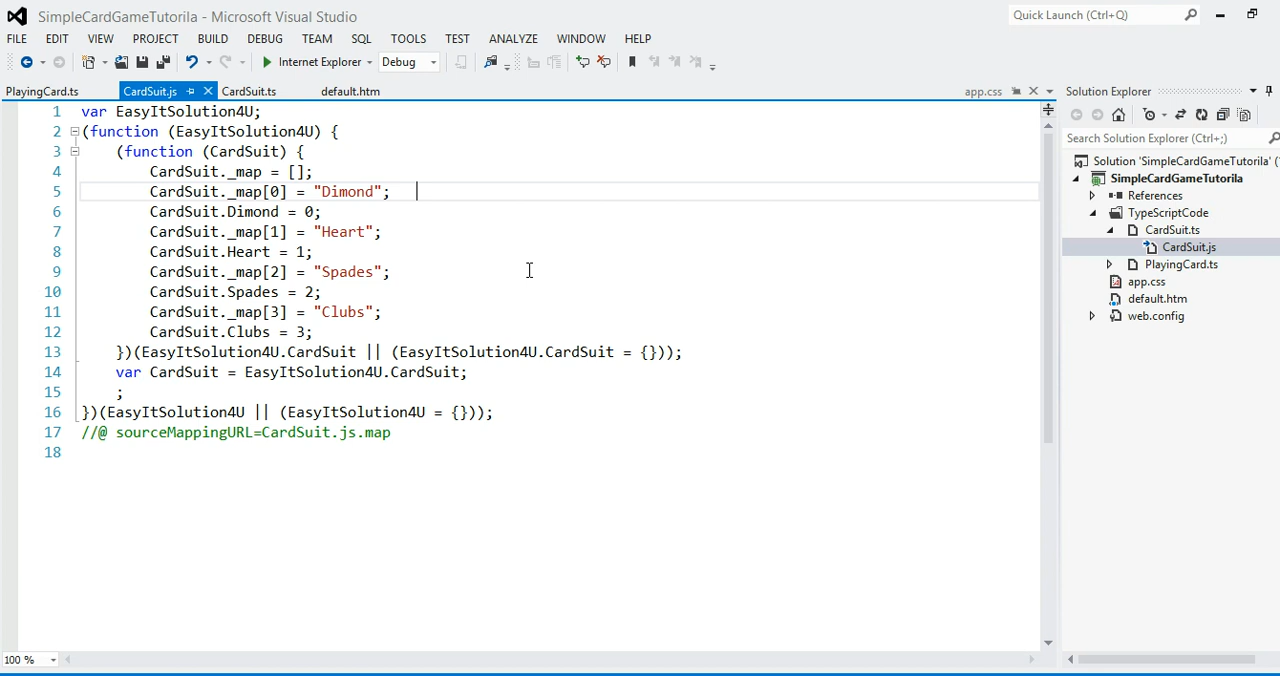 SimpleCardGameTutorila - Microsoft Visual Studio
Quick Launch (Ctrl+Q)
FILE EDIT VIEW PROJECT BUILD DEBUG TEAM SQL TOOLS TEST ANALYZE WINDOW HELP
Internet Explorer Debug
PlayingCard.ts CardSuit.js CardSuit.ts default.htm app.css
Solution Explorer
Search Solution Explorer (Ctrl+;)
Solution 'SimpleCardGameTutorila' (
SimpleCardGameTutorila
References
TypeScriptCode
CardSuit.ts
CardSuit.js
PlayingCard.ts
app.css
default.htm
web.config
1 var EasyItSolution4U;
2 (function (EasyItSolution4U) {
3 (function (CardSuit) {
4 CardSuit._map = [];
5 CardSuit._map[0] = "Dimond";
6 CardSuit.Dimond = 0;
7 CardSuit._map[1] = "Heart";
8 CardSuit.Heart = 1;
9 CardSuit._map[2] = "Spades";
10 CardSuit.Spades = 2;
11 CardSuit._map[3] = "Clubs";
12 CardSuit.Clubs = 3;
13 })(EasyItSolution4U.CardSuit || (EasyItSolution4U.CardSuit = {}));
14 var CardSuit = EasyItSolution4U.CardSuit;
15 ;
16 })(EasyItSolution4U || (EasyItSolution4U = {}));
17 //@ sourceMappingURL=CardSuit.js.map
18
100 %